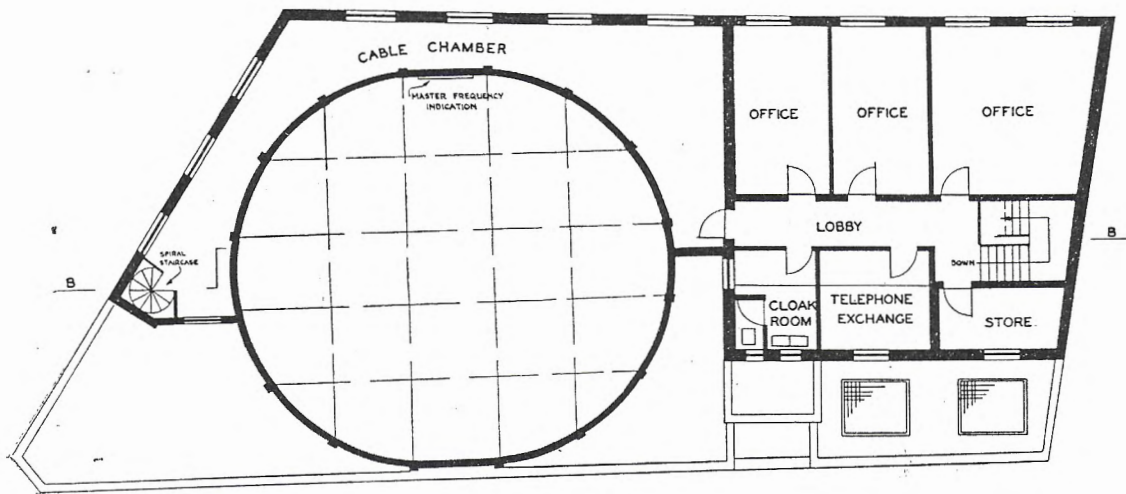 CABLE CHAMBER
MASTER FREQUENCY
INDICATION
OFFICE
OFFICE
OFFICE
LOBBY
B
B
SPIRAL
STAIRCASE
DOWN
CLOAK
ROOM
TELEPHONE
EXCHANGE
STORE.